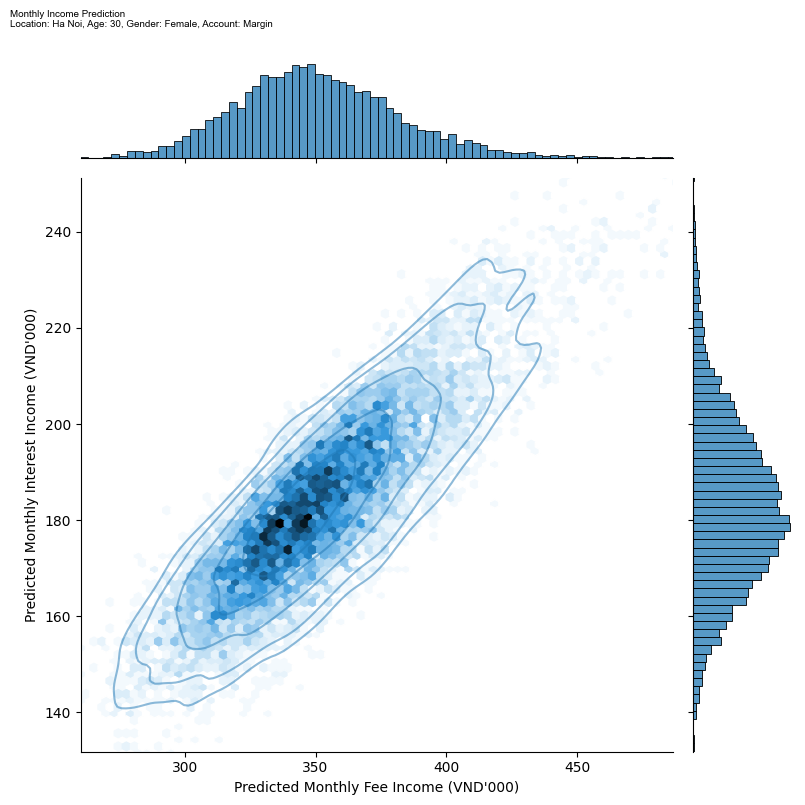 Monthly Income Prediction
Location: Ha Noi, Age: 30, Gender: Female, Account: Margin
240
220
200
180
160
140
Predicted Monthly Interest Income (VND'000)
300
350
400
450
Predicted Monthly Fee Income (VND'000)